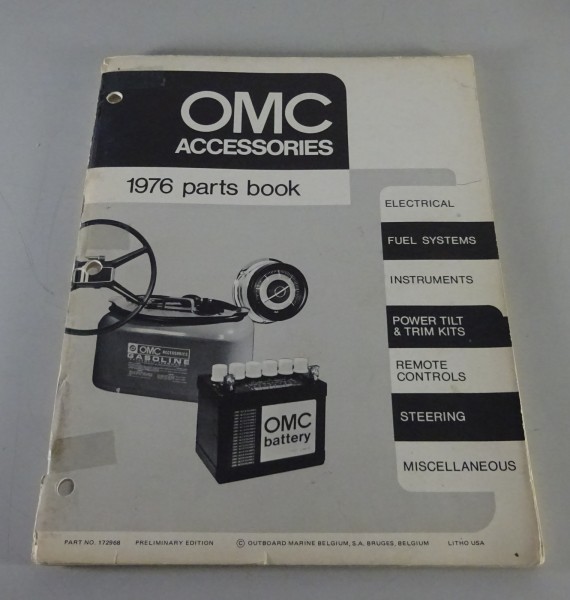 OMC
ACCESSORIES
1976 parts book
ELECTRICAL
FUEL SYSTEMS
INSTRUMENTS
POWER TILT
& TRIM KITS
REMOTE
CONTROLS
STEERING
MISCELLANEOUS
OMC ACCESSORIES
GASOLINE
OMC
battery
PART NO. 172988 PRELIMINARY EDITION © OUTBOARD MARINE BELGIUM, S.A. BRUGES, BELGIUM LITHO USA